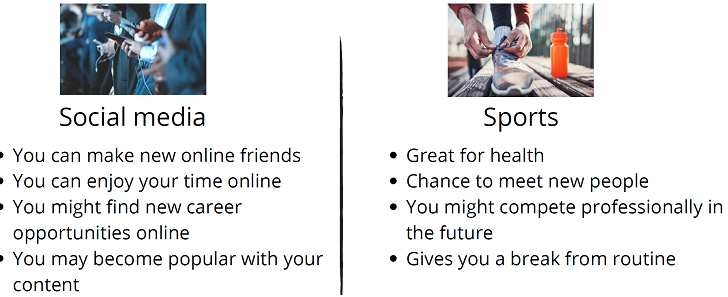 Social media
• You can make new online friends
• You can enjoy your time online
• You might find new career
opportunities online
• You may become popular with your
content
Sports
• Great for health
• Chance to meet new people
• You might compete professionally in
the future
• Gives you a break from routine